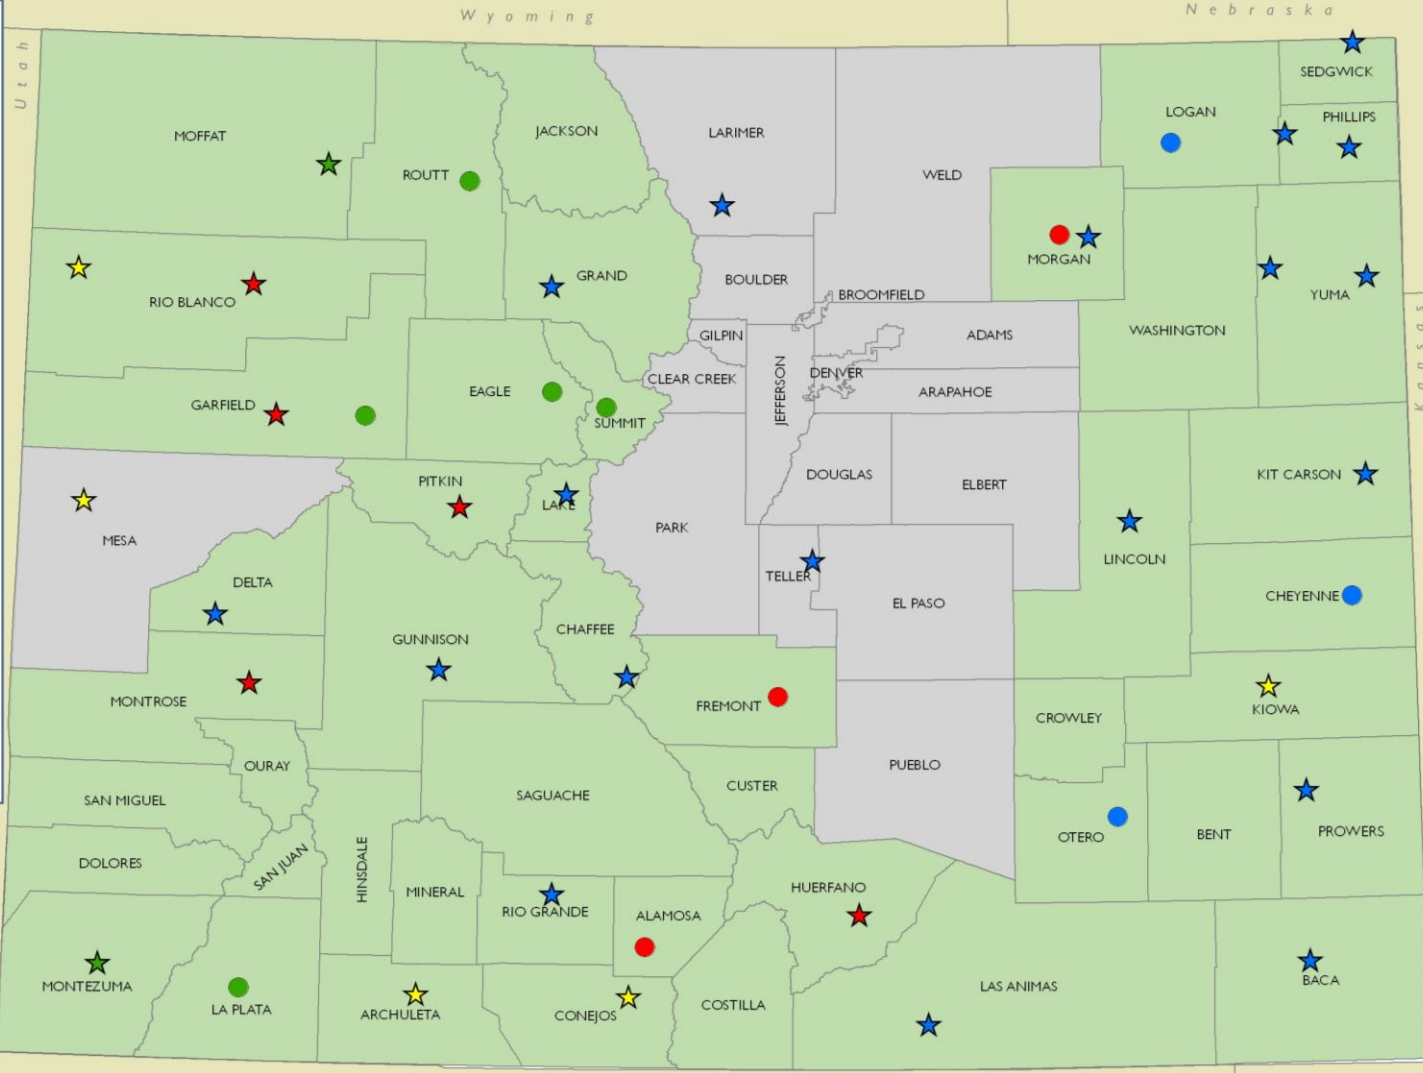 Wyoming
Nebraska
Utah
SEDGWICK
LOGAN
PHILLIPS
MOFFAT
JACKSON
LARIMER
WELD
ROUTT
MORGAN
GRAND
BOULDER
RIO BLANCO
BROOMFIELD
YUMA
Kansas
GILPIN
ADAMS
WASHINGTON
CLEAR CREEK
DENVER
EAGLE
JEFFERSON
ARAPAHOE
GARFIELD
SUMMIT
PITKIN
LAKE
DOUGLAS
ELBERT
KIT CARSON
MESA
PARK
LINCOLN
DELTA
TELLER
EL PASO
CHEYENNE
GUNNISON
CHAFFEE
MONTROSE
FREMONT
CROWLEY
KIOWA
OURAY
PUEBLO
SAN MIGUEL
SAGUACHE
CUSTER
OTERO
BENT
PROWERS
DOLORES
SAN JUAN
HINSDALE
MINERAL
HUERFANO
RIO GRANDE
ALAMOSA
MONTEZUMA
LA PLATA
ARCHULETA
CONEJOS
COSTILLA
LAS ANIMAS
BACA